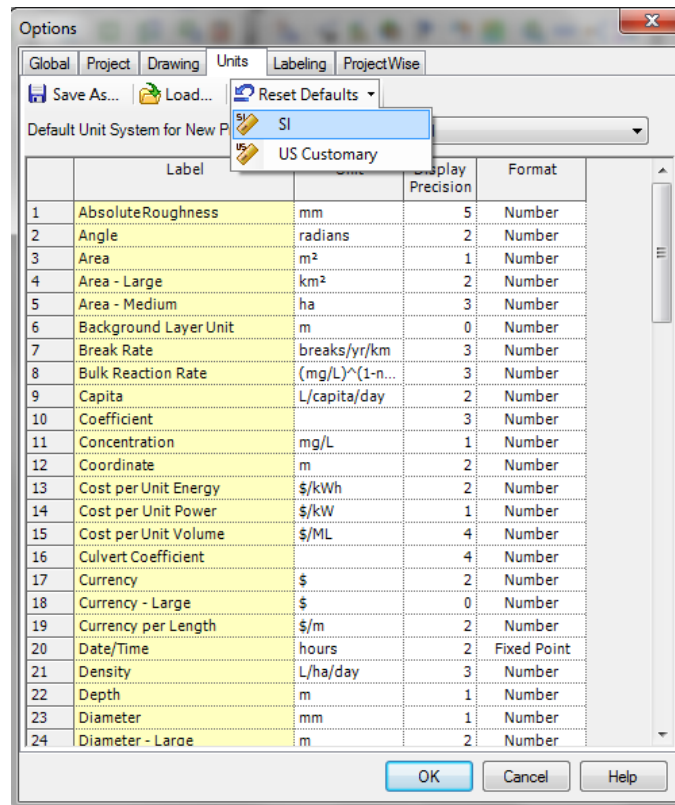 Options
Global Project Drawing Units Labeling ProjectWise
Save As... Load... Reset Defaults
Default Unit System for New P
SI
US Customary
Label Display Precision Format
1 Absolute Roughness mm 5 Number
2 Angle radians 2 Number
3 Area m² 1 Number
4 Area - Large km² 2 Number
5 Area - Medium ha 3 Number
6 Background Layer Unit m 0 Number
7 Break Rate breaks/yr/km 3 Number
8 Bulk Reaction Rate (mg/L)^(1-n... 3 Number
9 Capita L/capita/day 2 Number
10 Coefficient 3 Number
11 Concentration mg/L 1 Number
12 Coordinate m 2 Number
13 Cost per Unit Energy $/kWh 2 Number
14 Cost per Unit Power $/kW 1 Number
15 Cost per Unit Volume $/ML 4 Number
16 Culvert Coefficient 4 Number
17 Currency $ 2 Number
18 Currency - Large $ 0 Number
19 Currency per Length $/m 2 Number
20 Date/Time hours 2 Fixed Point
21 Density L/ha/day 3 Number
22 Depth m 1 Number
23 Diameter mm 1 Number
24 Diameter - Large m 2 Number
OK Cancel Help